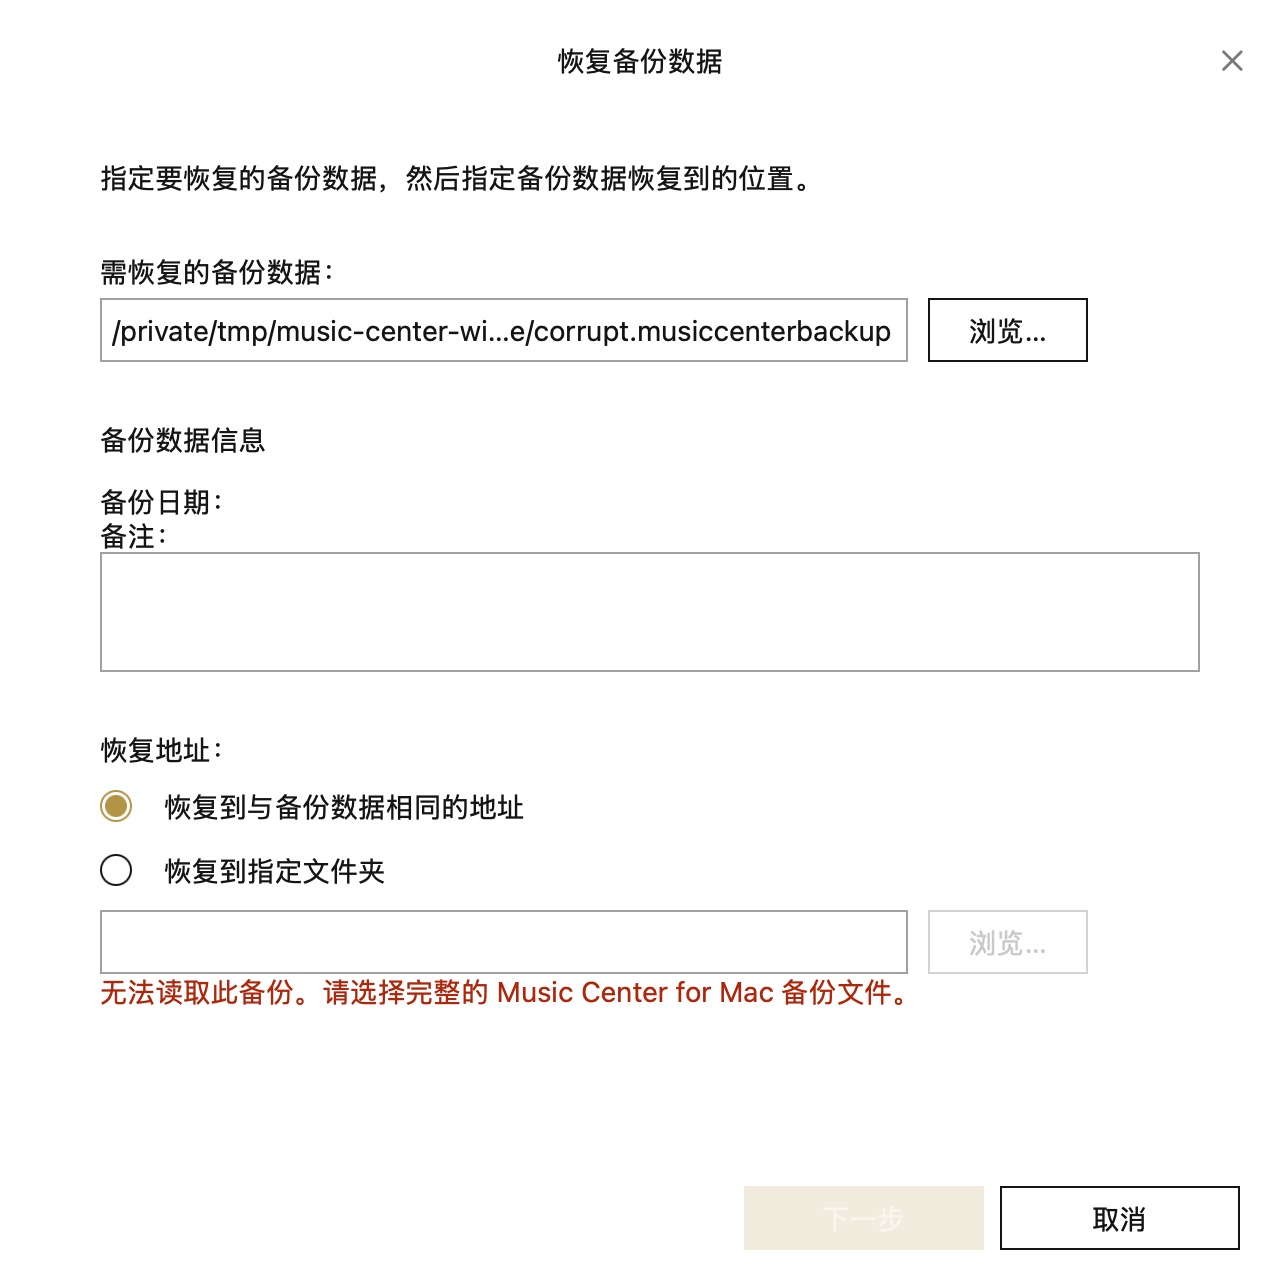 恢复备份数据
指定要恢复的备份数据，然后指定备份数据恢复到的位置。
需恢复的备份数据：
/private/tmp/music-center-wi...e/corrupt.musiccenterbackup
浏览...
备份数据信息
备份日期：
备注：
恢复地址：
恢复到与备份数据相同的地址
恢复到指定文件夹
浏览...
无法读取此备份。请选择完整的 Music Center for Mac 备份文件。
下一步
取消